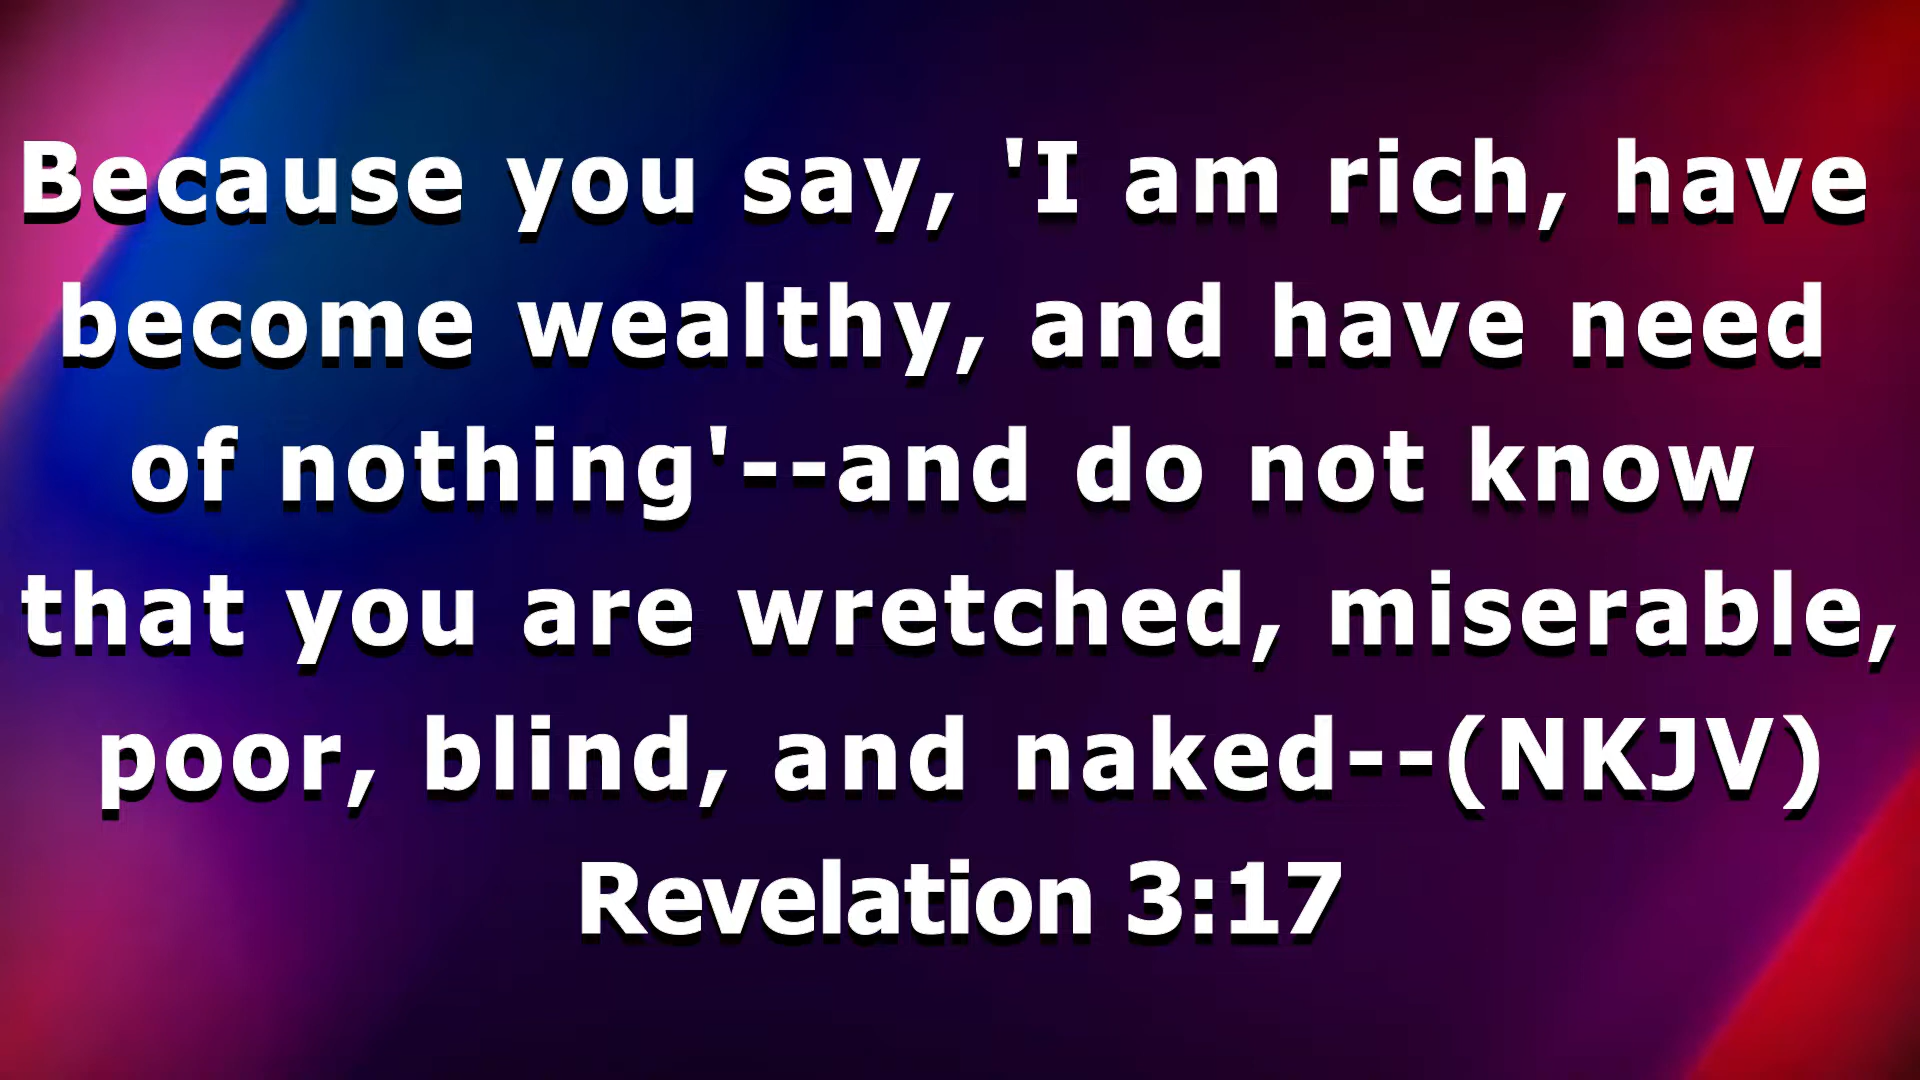 Because you say, 'I am rich, have
become wealthy, and have need
of nothing'--and do not know
that you are wretched, miserable,
poor, blind, and naked--(NKJV)
Revelation 3:17